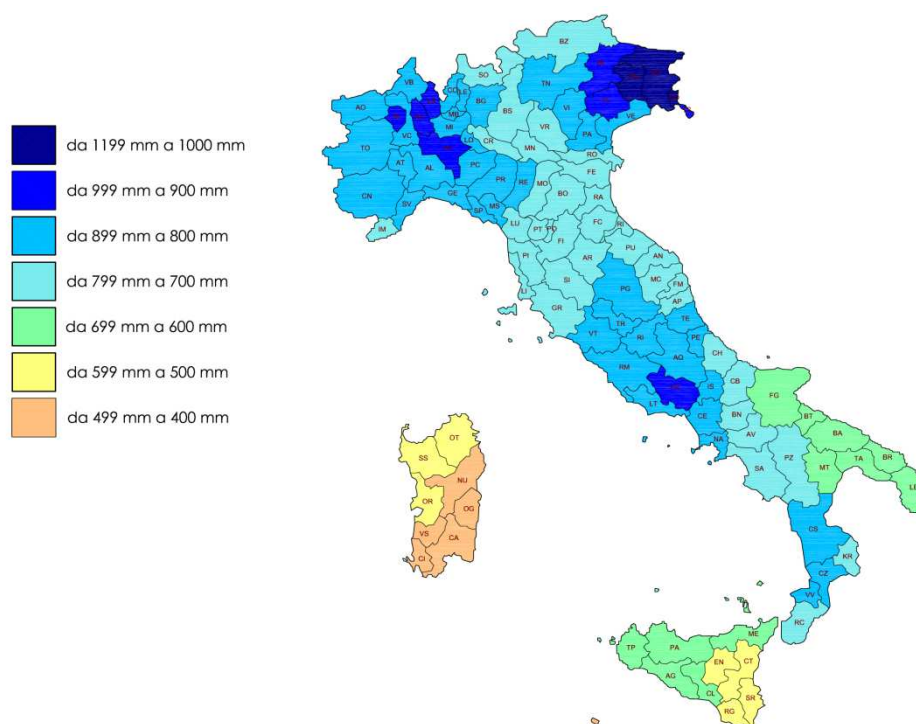 da 1199 mm a 1000 mm
da 999 mm a 900 mm
da 899 mm a 800 mm
da 799 mm a 700 mm
da 699 mm a 600 mm
da 599 mm a 500 mm
da 499 mm a 400 mm
BZ
SO
VB
TN
CO LE
BG
BS
VI
VE
AO
MB
MI
VR
TO
VC
LO
CR
MN
PA
RO
AT
AL
PC
PR
RE
MO
FE
CN
GE
BO
RA
SV
SP
MS
IM
LU
PT
FI
FC
RI
PU
AN
PI
AR
MC
FM
LI
SI
AP
GR
PG
TE
TR
VT
RI
PE
AQ
CH
RM
IS
CB
FG
LT
CE
BN
BT
NA
AV
BA
SA
PZ
MT
TA
BR
LE
OT
SS
NU
OR
OG
VS
CA
CI
CS
KR
CZ
VV
RC
ME
TP
PA
EN
CT
AG
CL
SR
RG